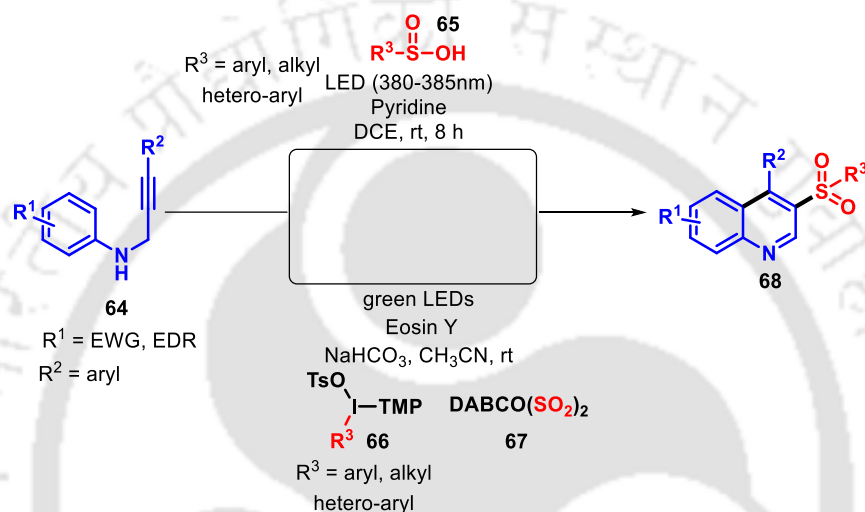 O 65
R³–S–OH
R³ = aryl, alkyl
hetero-aryl
LED (380-385nm)
Pyridine
DCE, rt, 8 h
R²
R¹
N
H
64
R¹ = EWG, EDR
R² = aryl
green LEDs
Eosin Y
NaHCO₃, CH₃CN, rt
TsO
I–TMP
R³ 66
DABCO(SO₂)₂
67
R³ = aryl, alkyl
hetero-aryl
R²
O
R³
S
O
R¹
N
68